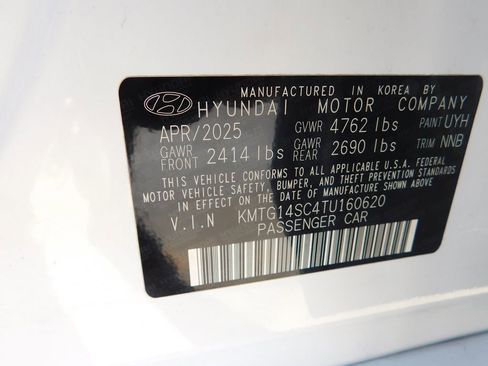 MANUFACTURED IN KOREA BY
HYUNDAI MOTOR COMPANY
APR/2025 GVWR 4762 lbs PAINT UYH
GAWR FRONT 2414 lbs GAWR REAR 2690 lbs TRIM NNB
THIS VEHICLE CONFORMS TO ALL APPLICABLE U.S.A. FEDERAL
MOTOR VEHICLE SAFETY, BUMPER, AND THEFT PREVENTION STANDARDS
IN EFFECT ON THE DATE OF MANUFACTURE SHOWN ABOVE.
V.I.N KMTG14SC4TU160620
PASSENGER CAR